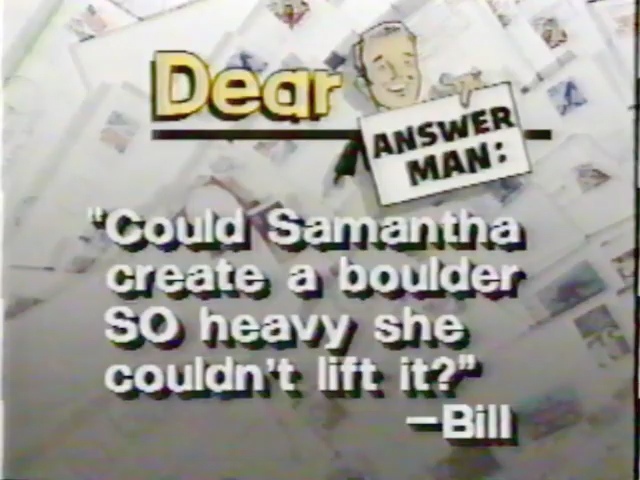 Dear
ANSWER
MAN:
"Could Samantha
create a boulder
SO heavy she
couldn't lift it?"
—Bill